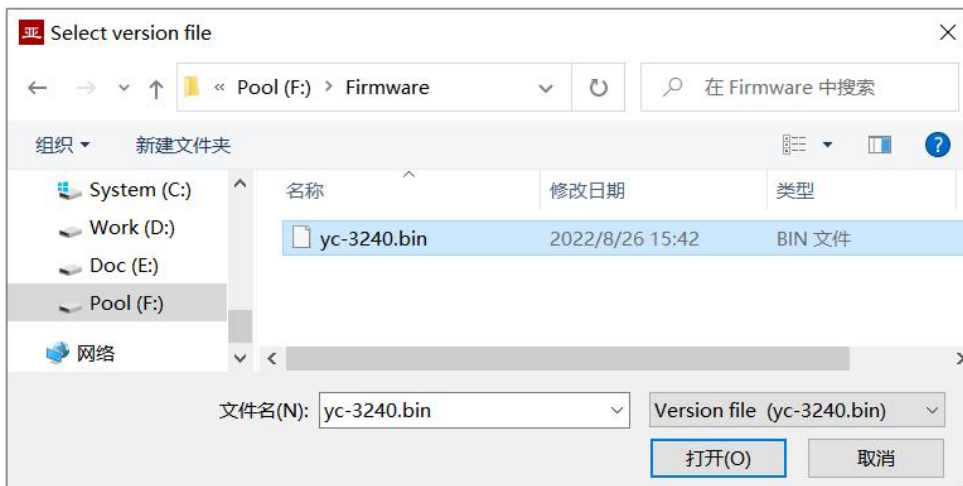 亚 Select version file
« Pool (F:) > Firmware
在 Firmware 中搜索
组织 新建文件夹
System (C:)
Work (D:)
Doc (E:)
Pool (F:)
网络
名称 修改日期 类型
yc-3240.bin 2022/8/26 15:42 BIN 文件
文件名(N): yc-3240.bin Version file (yc-3240.bin)
打开(O) 取消